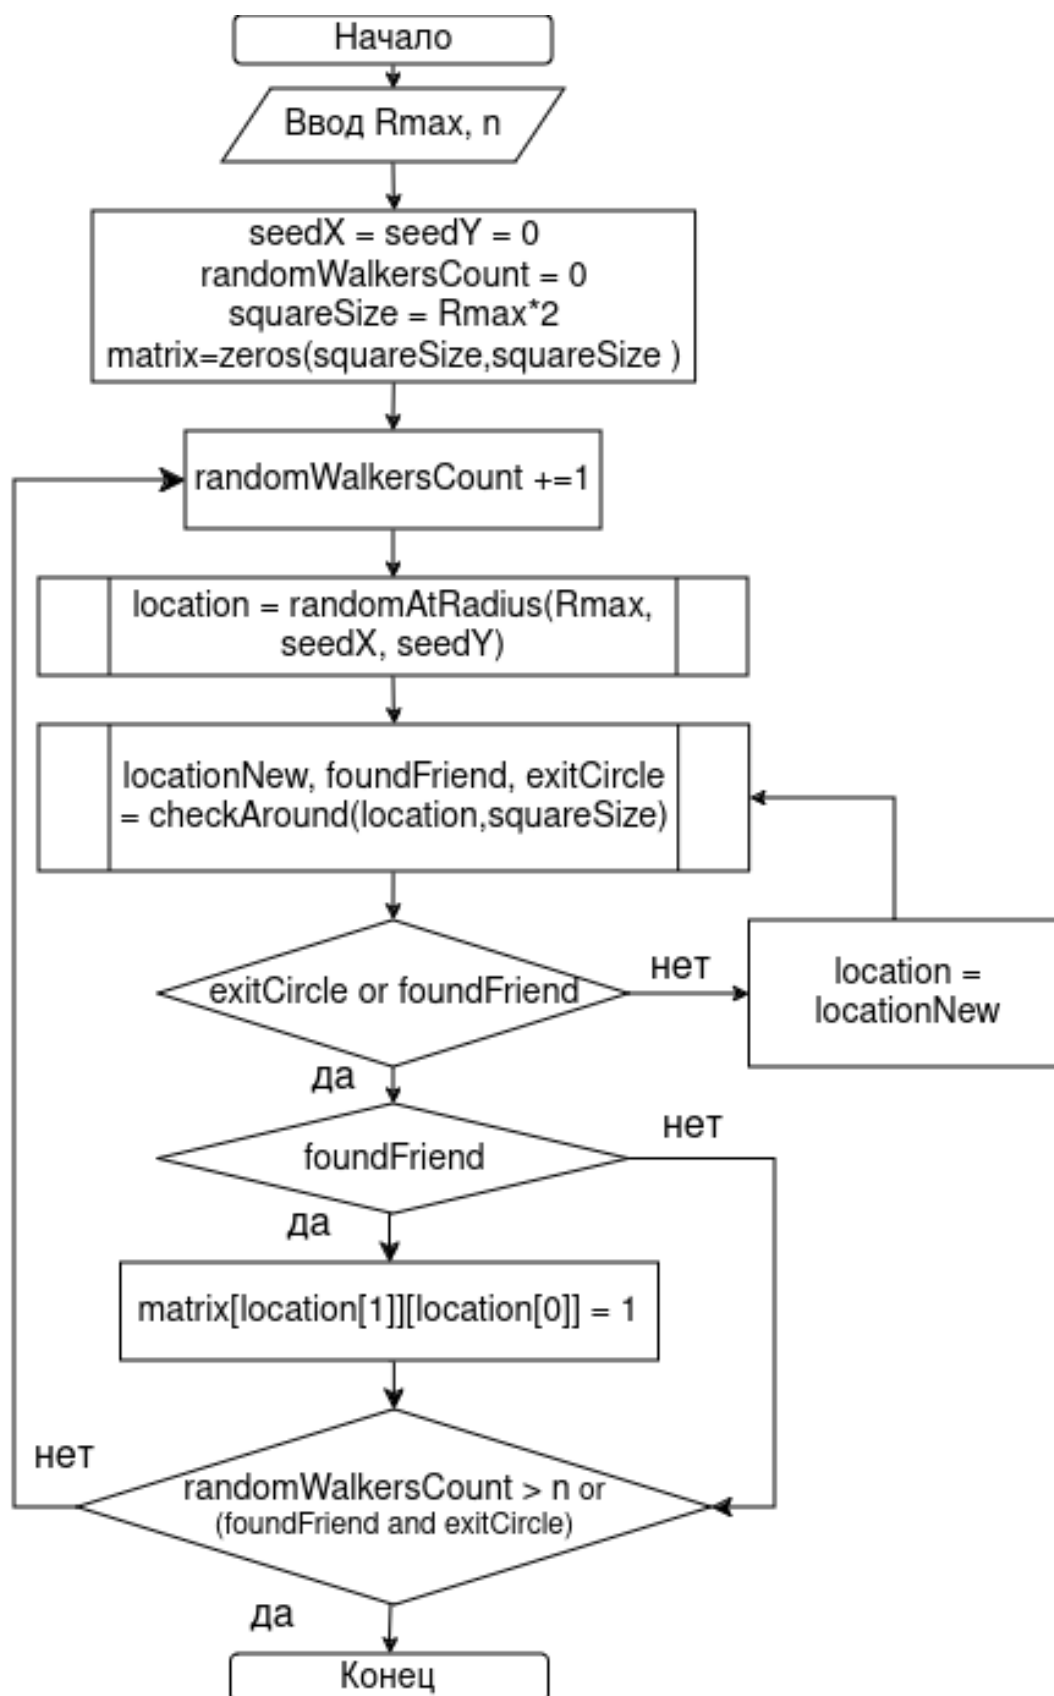 Начало
Ввод Rmax, n
seedX = seedY = 0
randomWalkersCount = 0
squareSize = Rmax*2
matrix=zeros(squareSize,squareSize )
randomWalkersCount +=1
location = randomAtRadius(Rmax,
seedX, seedY)
locationNew, foundFriend, exitCircle
= checkAround(location,squareSize)
exitCircle or foundFriend
нет
location =
locationNew
да
foundFriend
нет
да
matrix[location[1]][location[0]] = 1
нет
randomWalkersCount > n or
(foundFriend and exitCircle)
да
Конец